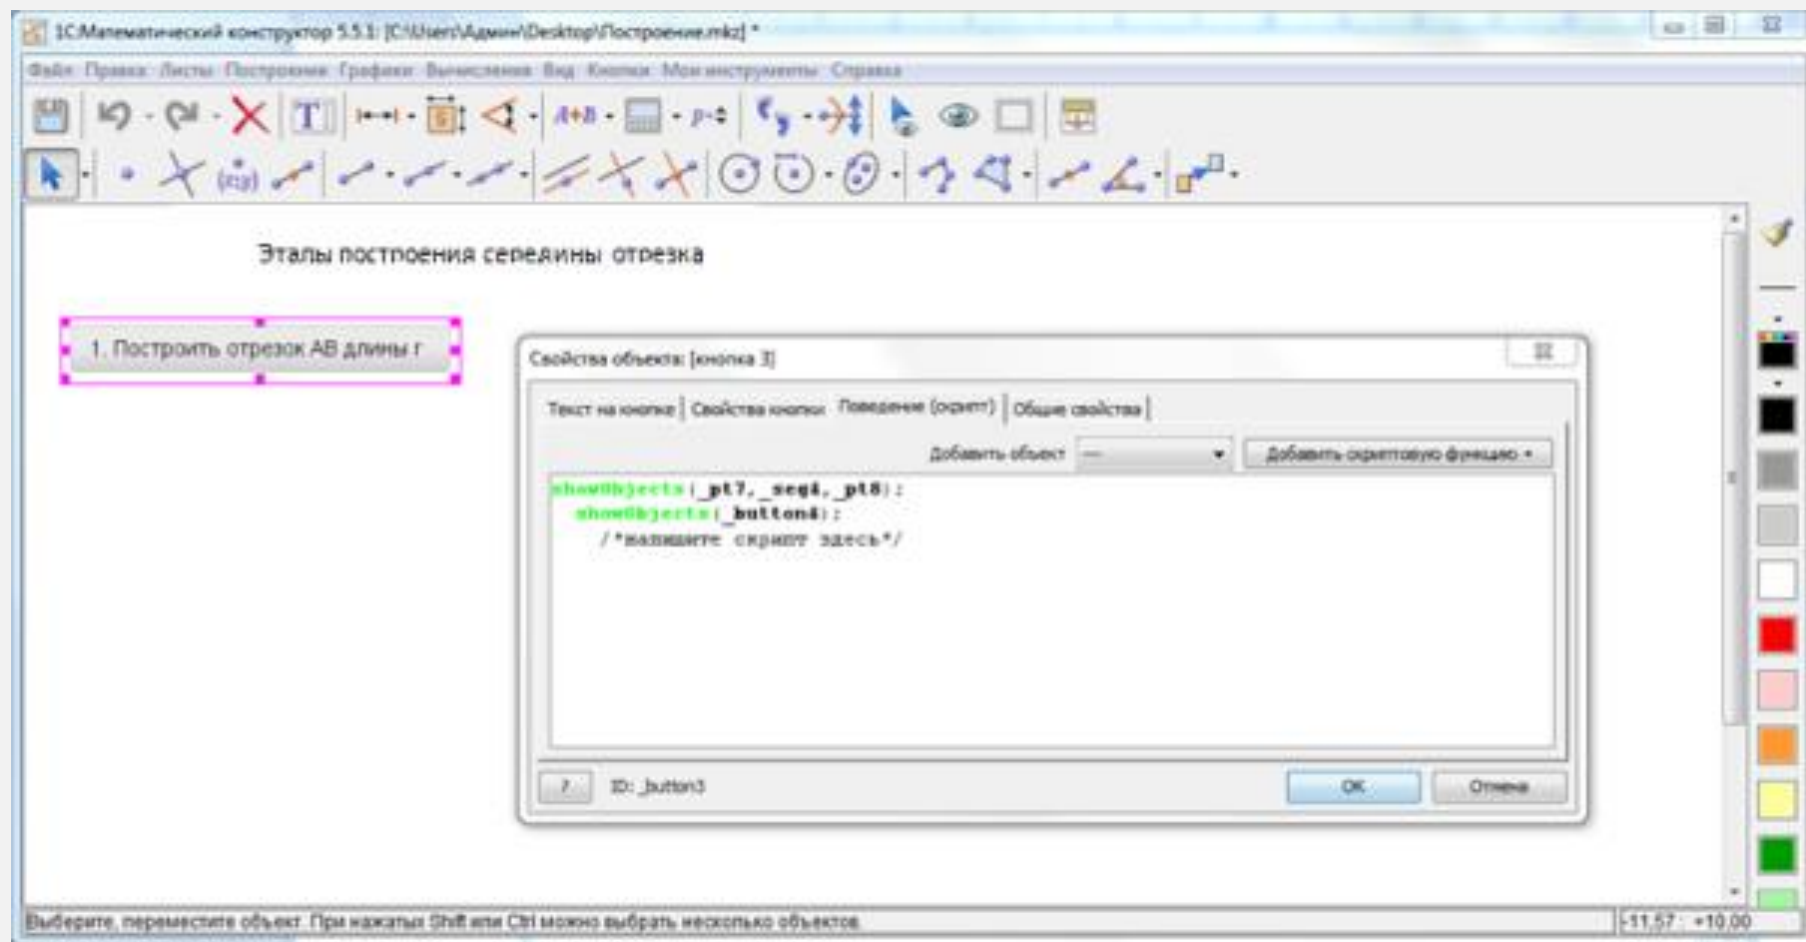 1С:Математический конструктор 5.5.1: [C:\Users\Админ\Desktop\Построение.mkz] *
Файл Правка Листы Построения Графики Вычисления Вид Кнопки Мои инструменты Справка
T
A+B
(x;y)
Этапы построения середины отрезка
1. Построить отрезок АВ длины r
Свойства объекта: [кнопка 3]
Текст на кнопке Свойства кнопки Поведение (скрипт) Общие свойства
Добавить объект --- Добавить скриптовую функцию
showObjects(_pt7,_seg4,_pt8);
showObjects(_button4);
/*напишите скрипт здесь*/
? ID: _button3 OK Отмена
Выберите, переместите объект. При нажатых Shift или Ctrl можно выбрать несколько объектов. -11,57 : +10,00